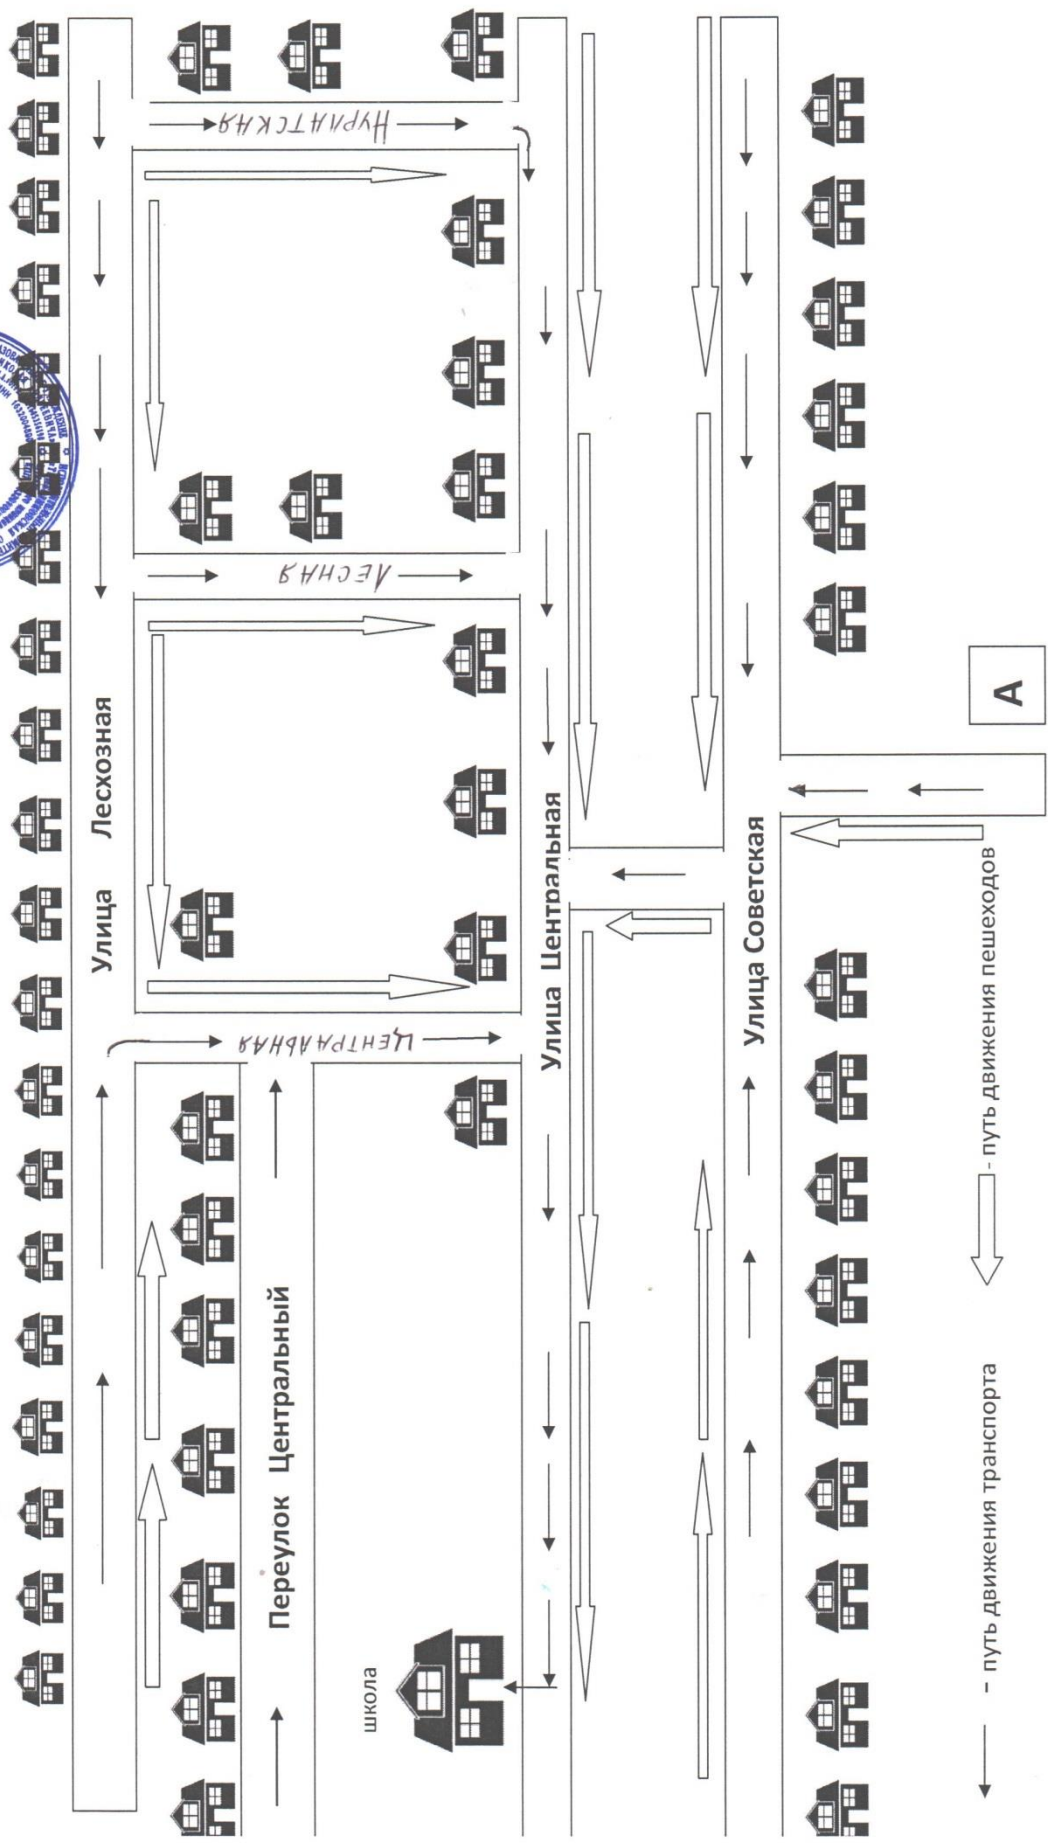 Улица Лесхозная
НУРЛАТСКАЯ
ЛЕСНАЯ
ЦЕНТРАЛЬНАЯ
Переулок Центральный
школа
Улица Центральная
Улица Советская
А
– путь движения транспорта
- путь движения пешеходов